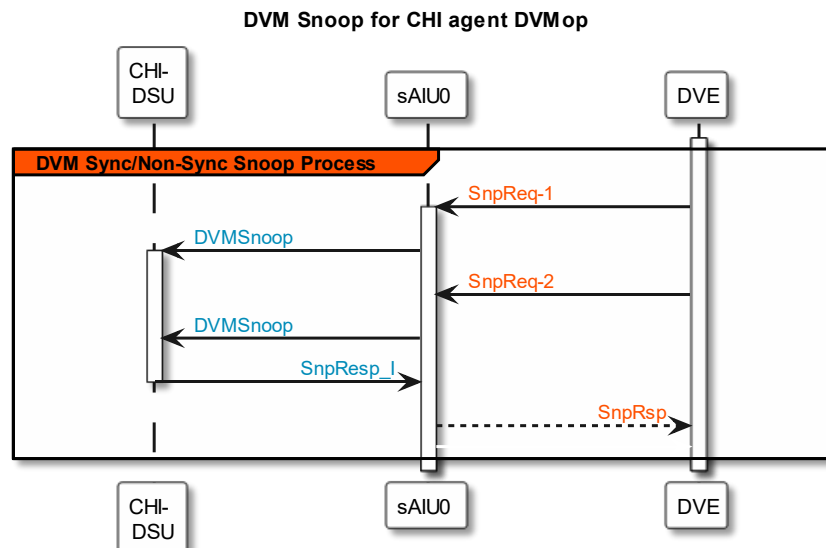 DVM Snoop for CHI agent DVMop
CHI-
DSU
sAIU0
DVE
DVM Sync/Non-Sync Snoop Process
SnpReq-1
DVMSnoop
SnpReq-2
DVMSnoop
SnpResp_I
SnpRsp
CHI-
DSU
sAIU0
DVE